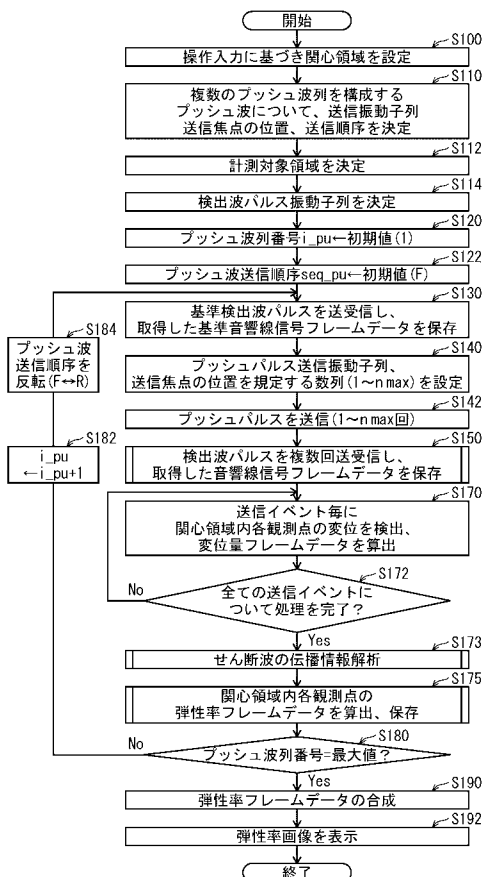 開始
S100
操作入力に基づき関心領域を設定
S110
複数のプッシュ波列を構成する
プッシュ波について、送信振動子列
送信焦点の位置、送信順序を決定
S112
計測対象領域を決定
S114
検出波パルス振動子列を決定
S120
プッシュ波列番号i_pu←初期値(1)
S122
プッシュ波送信順序seq_pu←初期値(F)
S130
基準検出波パルスを送受信し、
取得した基準音響線信号フレームデータを保存
S184
プッシュ波
送信順序を
反転(F↔R)
S140
プッシュパルス送信振動子列、
送信焦点の位置を規定する数列(1~n max)を設定
S142
プッシュパルスを送信(1~n max回)
S182
i_pu
←i_pu+1
S150
検出波パルスを複数回送受信し、
取得した音響線信号フレームデータを保存
S170
送信イベント毎に
関心領域内各観測点の変位を検出、
変位量フレームデータを算出
S172
No
全ての送信イベントに
ついて処理を完了?
Yes
S173
せん断波の伝播情報解析
S175
関心領域内各観測点の
弾性率フレームデータを算出、保存
S180
No
プッシュ波列番号=最大値?
Yes
S190
弾性率フレームデータの合成
S192
弾性率画像を表示
終了